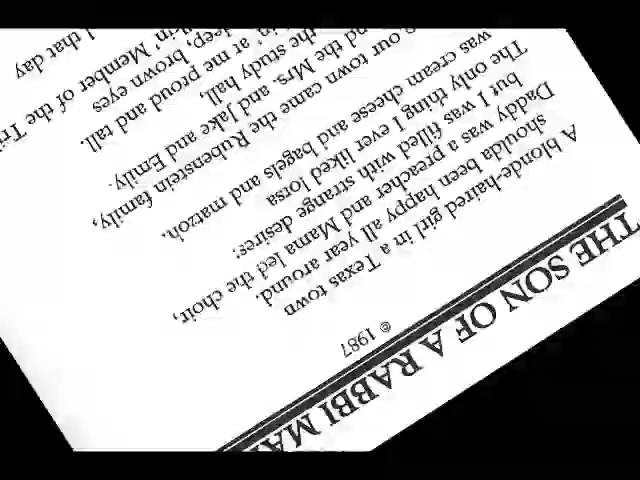 THE SON OF A RABBI
© 1987
A blonde-haired girl in a Texas town
shoulda been happy all year around.
Daddy was a preacher and Mama led the choir,
but I was filled with strange desires:
The only thing I ever liked lotsa
was cream cheese and bagels and matzoh.
our town came the Rubenstein family,
the Mrs. and Jake and Emily.
the study hall,
at me proud and tall.
brown eyes
Member of the
that day